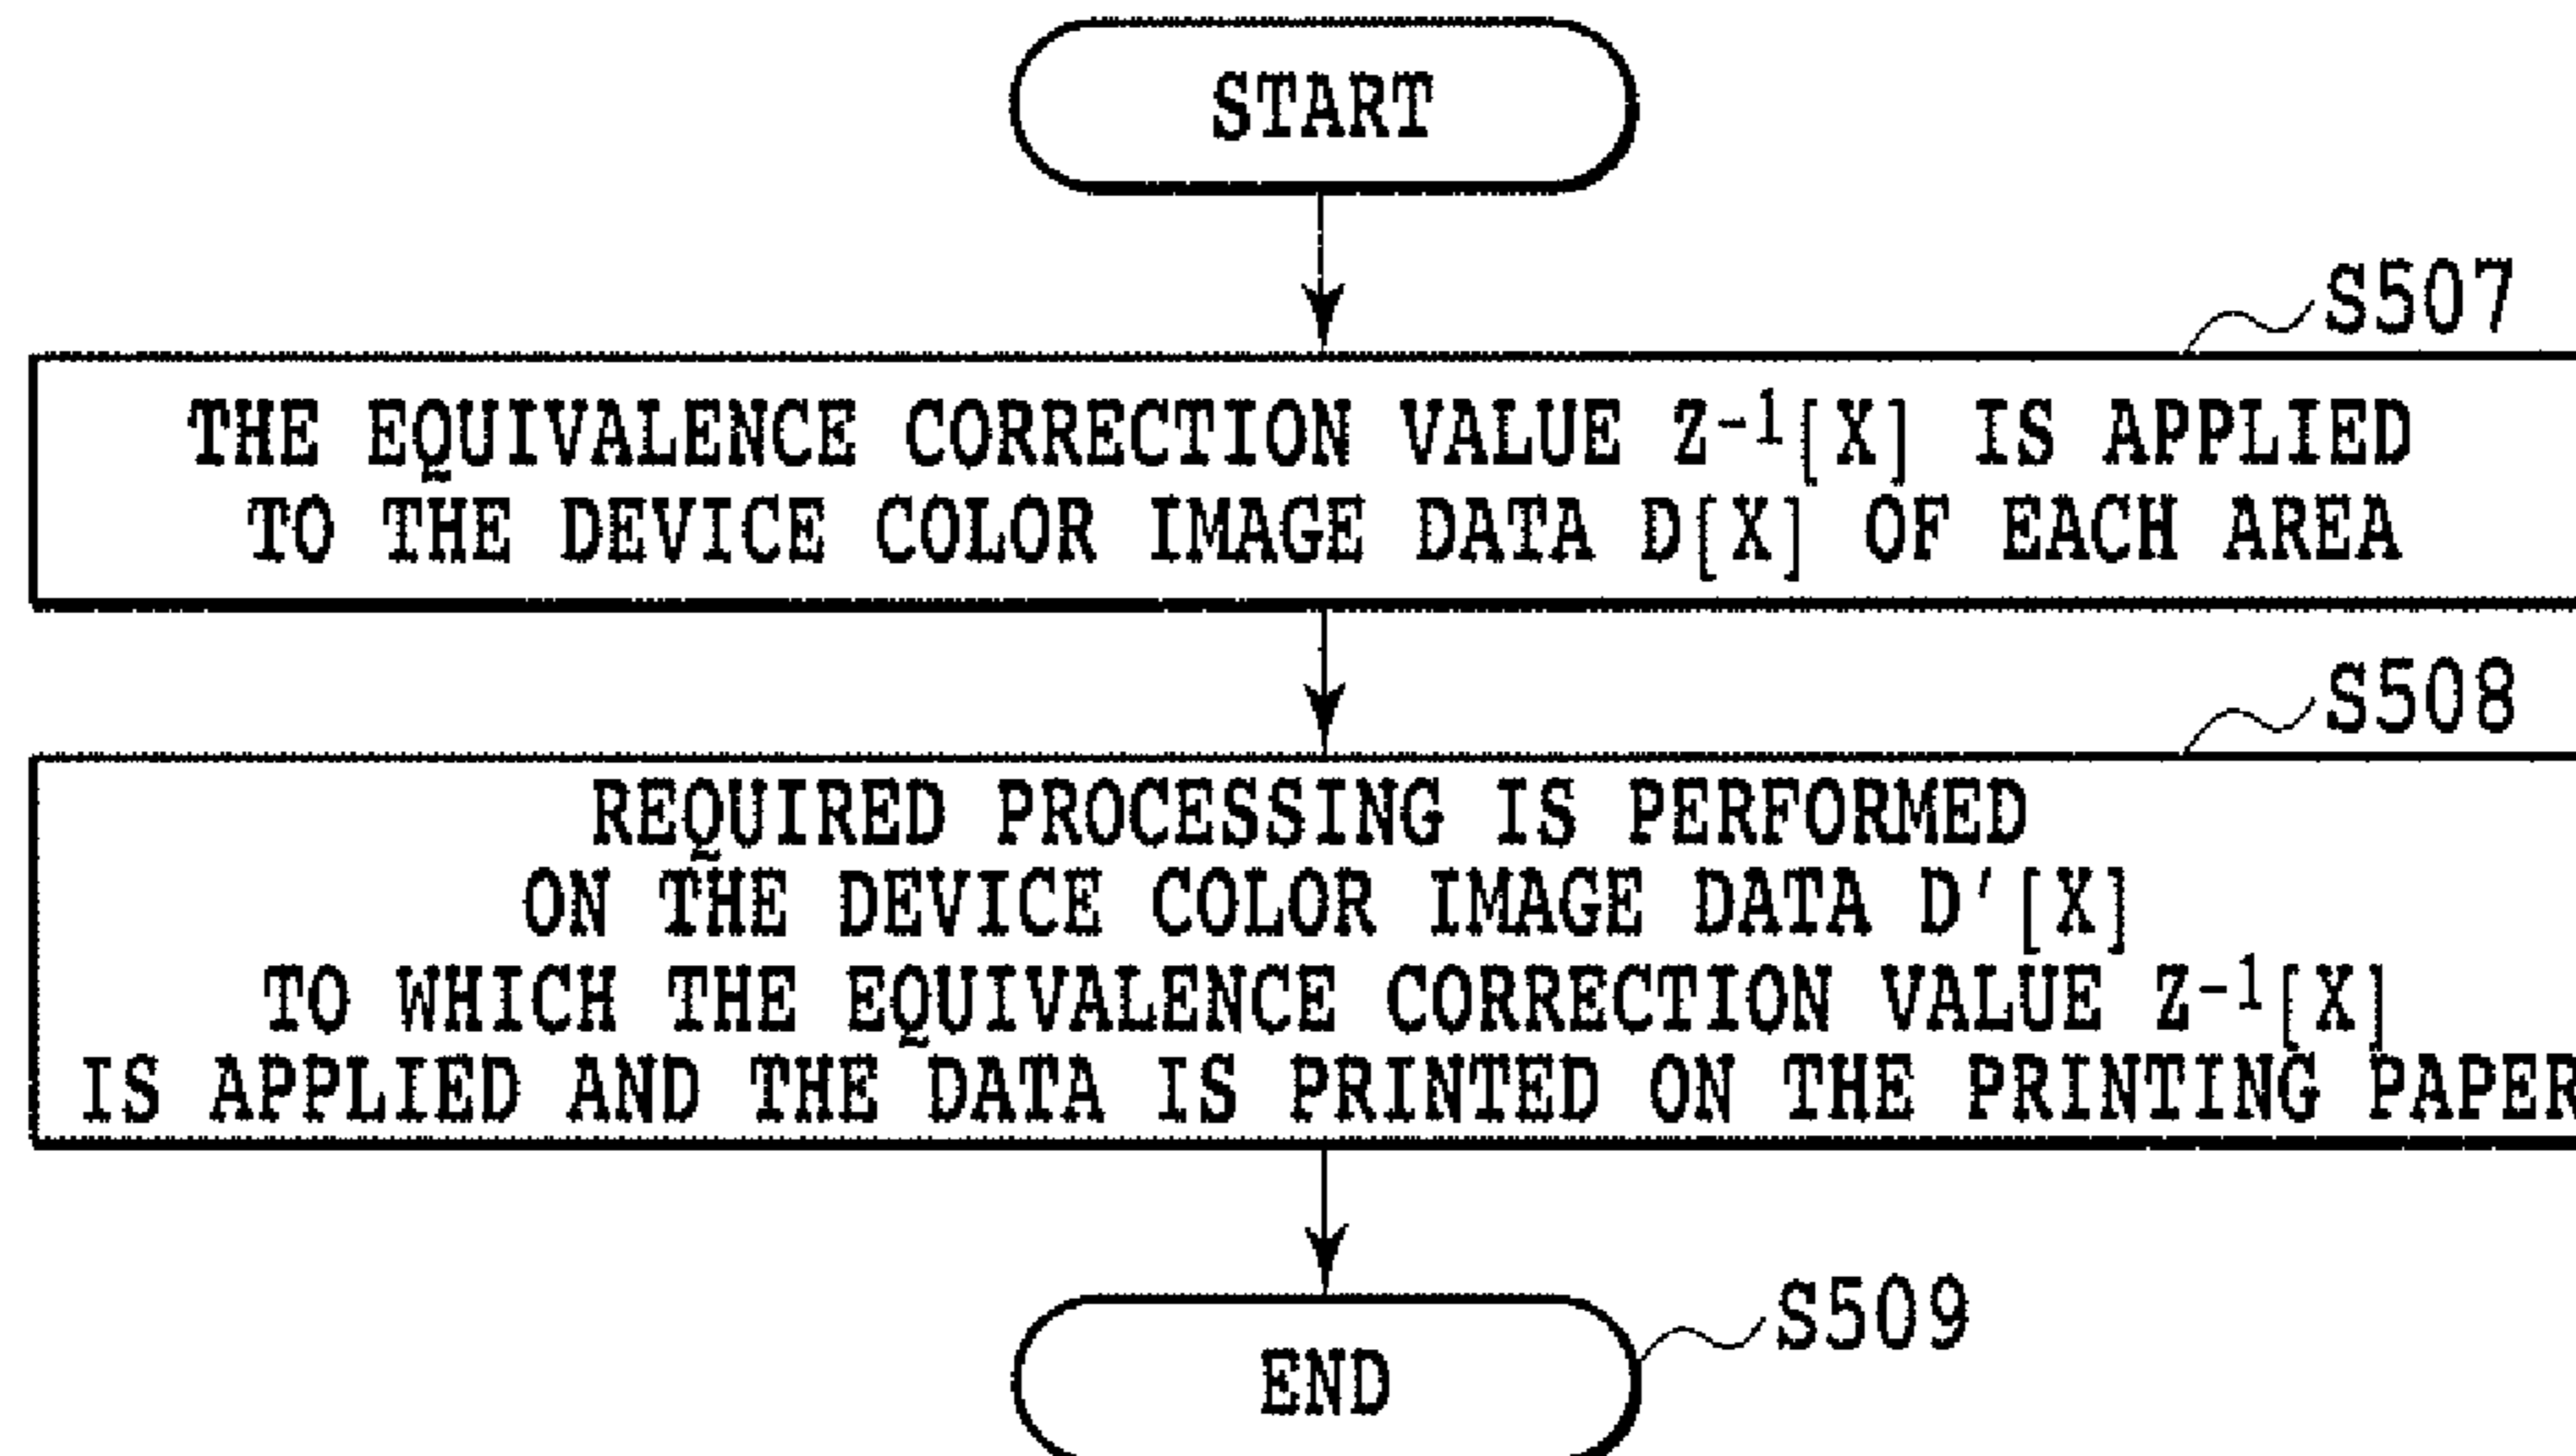 START
S507
THE EQUIVALENCE CORRECTION VALUE Z⁻¹[X] IS APPLIED
TO THE DEVICE COLOR IMAGE DATA D[X] OF EACH AREA
S508
REQUIRED PROCESSING IS PERFORMED
ON THE DEVICE COLOR IMAGE DATA D′[X]
TO WHICH THE EQUIVALENCE CORRECTION VALUE Z⁻¹[X]
IS APPLIED AND THE DATA IS PRINTED ON THE PRINTING PAPER
S509
END